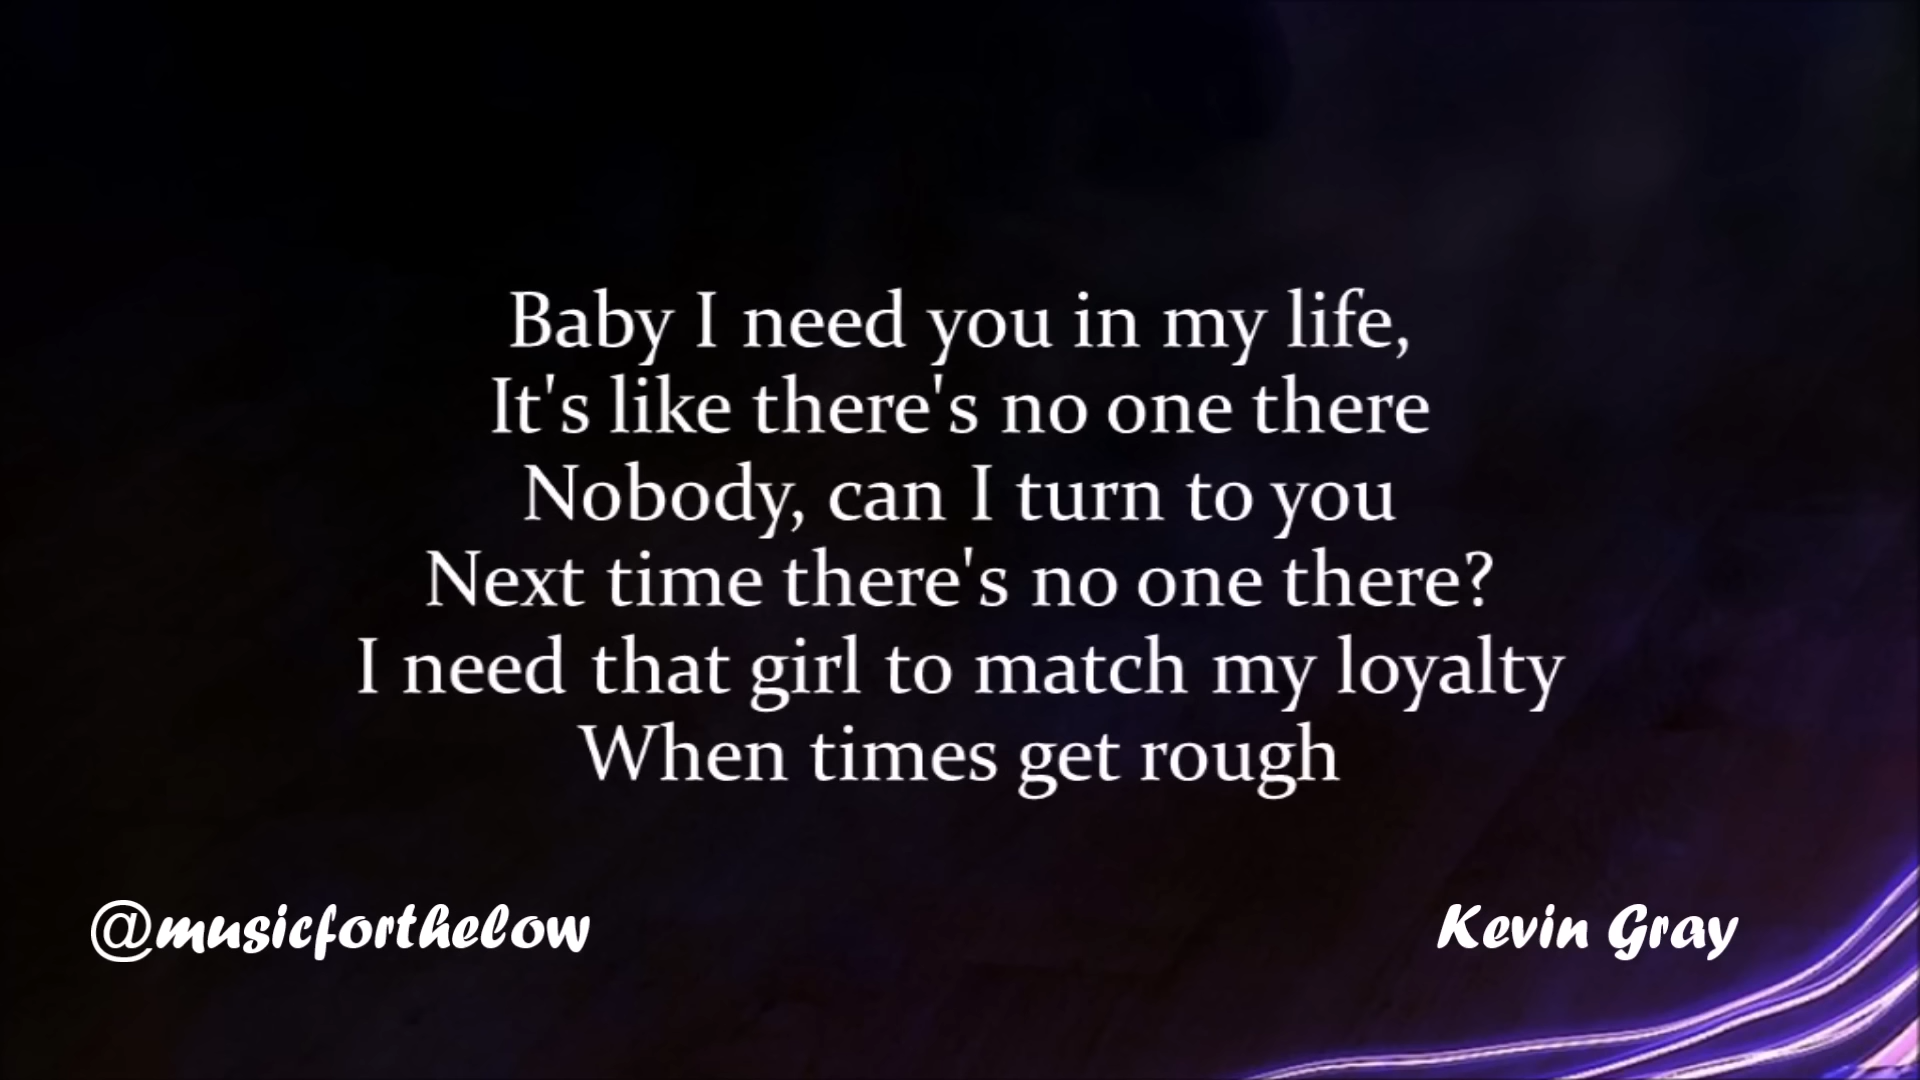 Baby I need you in my life,
It's like there's no one there
Nobody, can I turn to you
Next time there's no one there?
I need that girl to match my loyalty
When times get rough
@musicforthelow
Kevin Gray